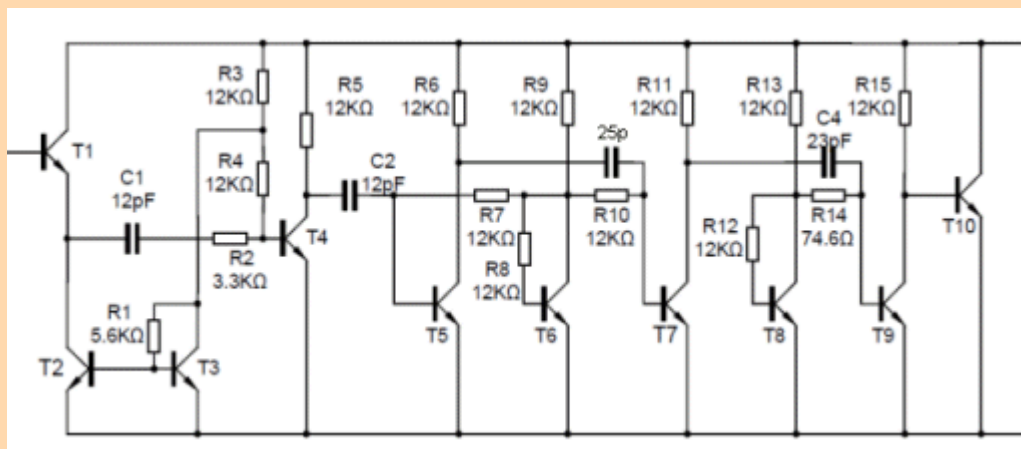 R3
12KΩ
R5
12KΩ
R6
12KΩ
R9
12KΩ
R11
12KΩ
R13
12KΩ
R15
12KΩ
T1
R4
12KΩ
C1
12pF
R2
3.3KΩ
T4
C2
12pF
25p
C4
23pF
R7
12KΩ
R10
12KΩ
R8
12KΩ
R12
12KΩ
R14
74.6Ω
T10
R1
5.6KΩ
T2
T3
T5
T6
T7
T8
T9